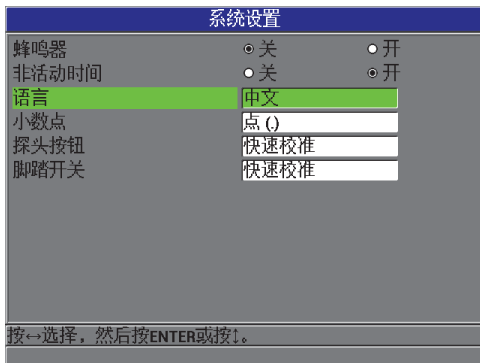 系统设置
蜂鸣器 关 开
非活动时间 关 开
语言 中文
小数点 点 (.)
探头按钮 快速校准
脚踏开关 快速校准
按↔选择，然后按ENTER或按↕。